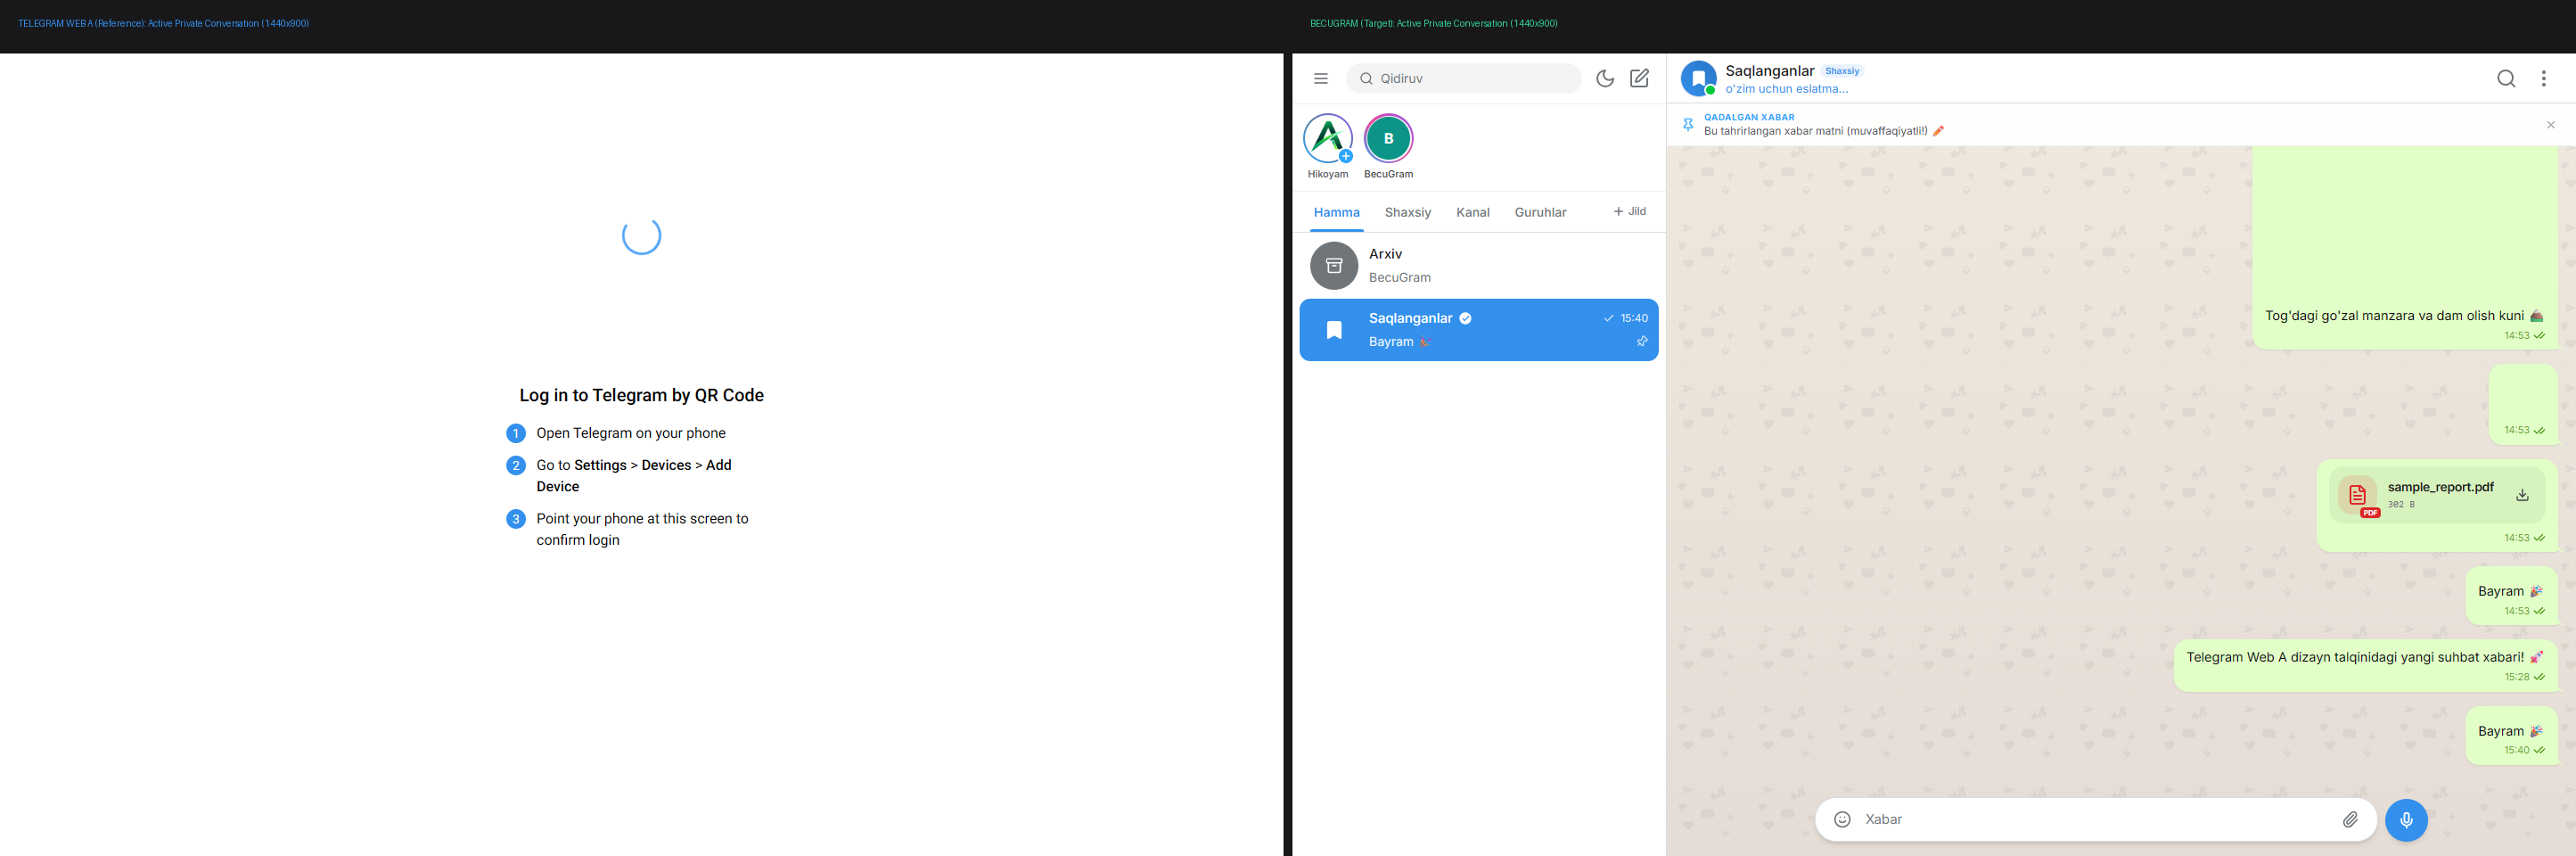 TELEGRAM WEB A (Reference): Active Private Conversation (1440x900)
Log in to Telegram by QR Code
1 Open Telegram on your phone
2 Go to Settings > Devices > Add
Device
3 Point your phone at this screen to
confirm login
BECUGRAM (Target): Active Private Conversation (1440x900)
Qidiruv
B
Hikoyam BecuGram
Hamma Shaxsiy Kanal Guruhlar + Jild
Arxiv
BecuGram
Saqlanganlar 15:40
Bayram 🎉
Saqlanganlar Shaxsiy
o'zim uchun eslatma...
QADALGAN XABAR
Bu tahrirlangan xabar matni (muvaffaqiyatli!) ✏️
Tog'dagi go'zal manzara va dam olish kuni ⛰️
14:53
14:53
sample_report.pdf
302 B
PDF
14:53
Bayram 🎉
14:53
Telegram Web A dizayn talqinidagi yangi suhbat xabari! 🚀
15:28
Bayram 🎉
15:40
Xabar